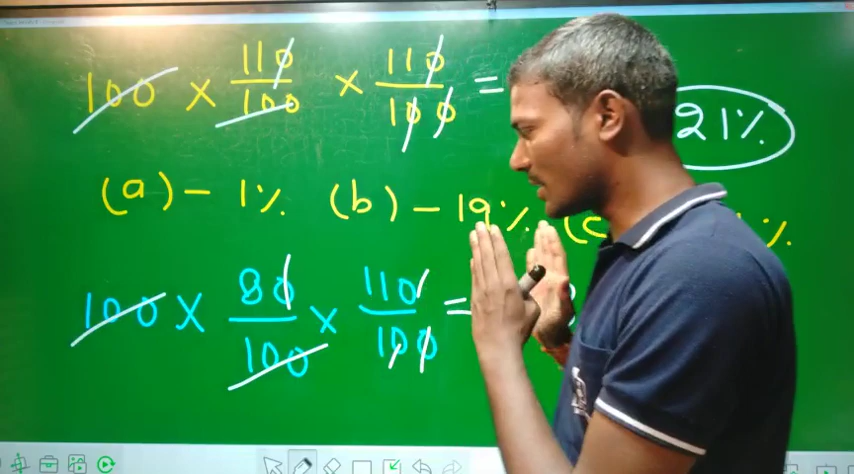 100 × 110/100 × 110/100 = 21%
(a) – 1% (b) – 19% (c %
100 × 80/100 × 110/100 =